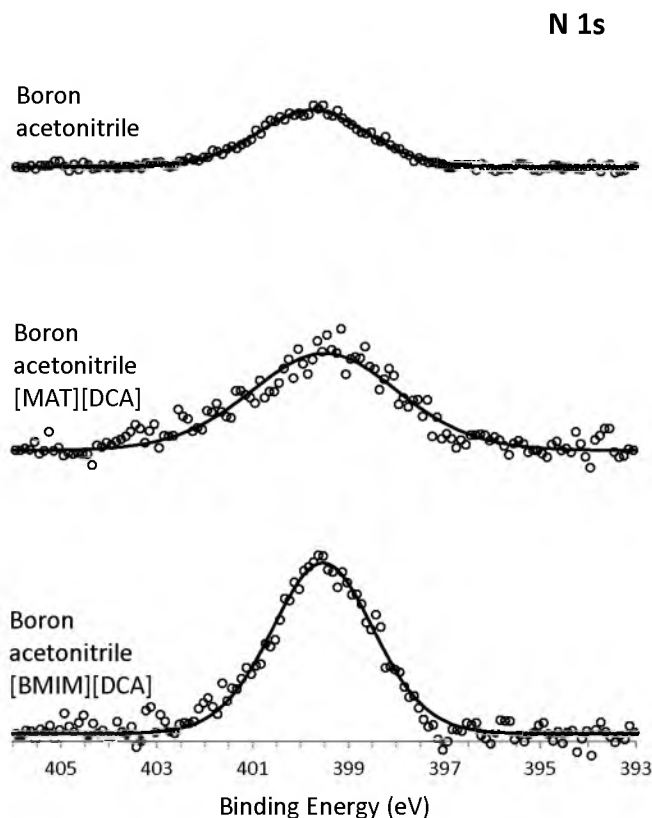 N 1s
Boron
acetonitrile
Boron
acetonitrile
[MAT][DCA]
Boron
acetonitrile
[BMIM][DCA]
405 403 401 399 397 395 393
Binding Energy (eV)